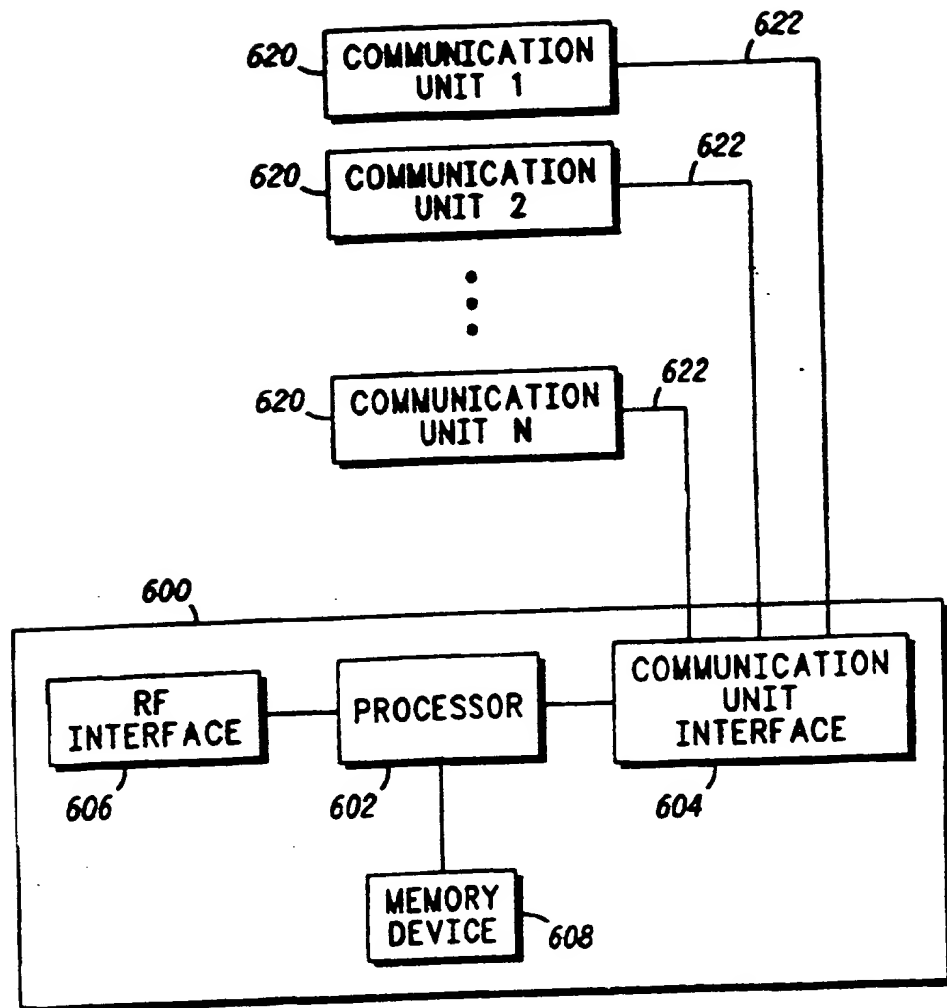 620
COMMUNICATION
UNIT 1
622
620
COMMUNICATION
UNIT 2
622
620
COMMUNICATION
UNIT N
622
600
RF
INTERFACE
606
PROCESSOR
602
COMMUNICATION
UNIT
INTERFACE
604
MEMORY
DEVICE
608